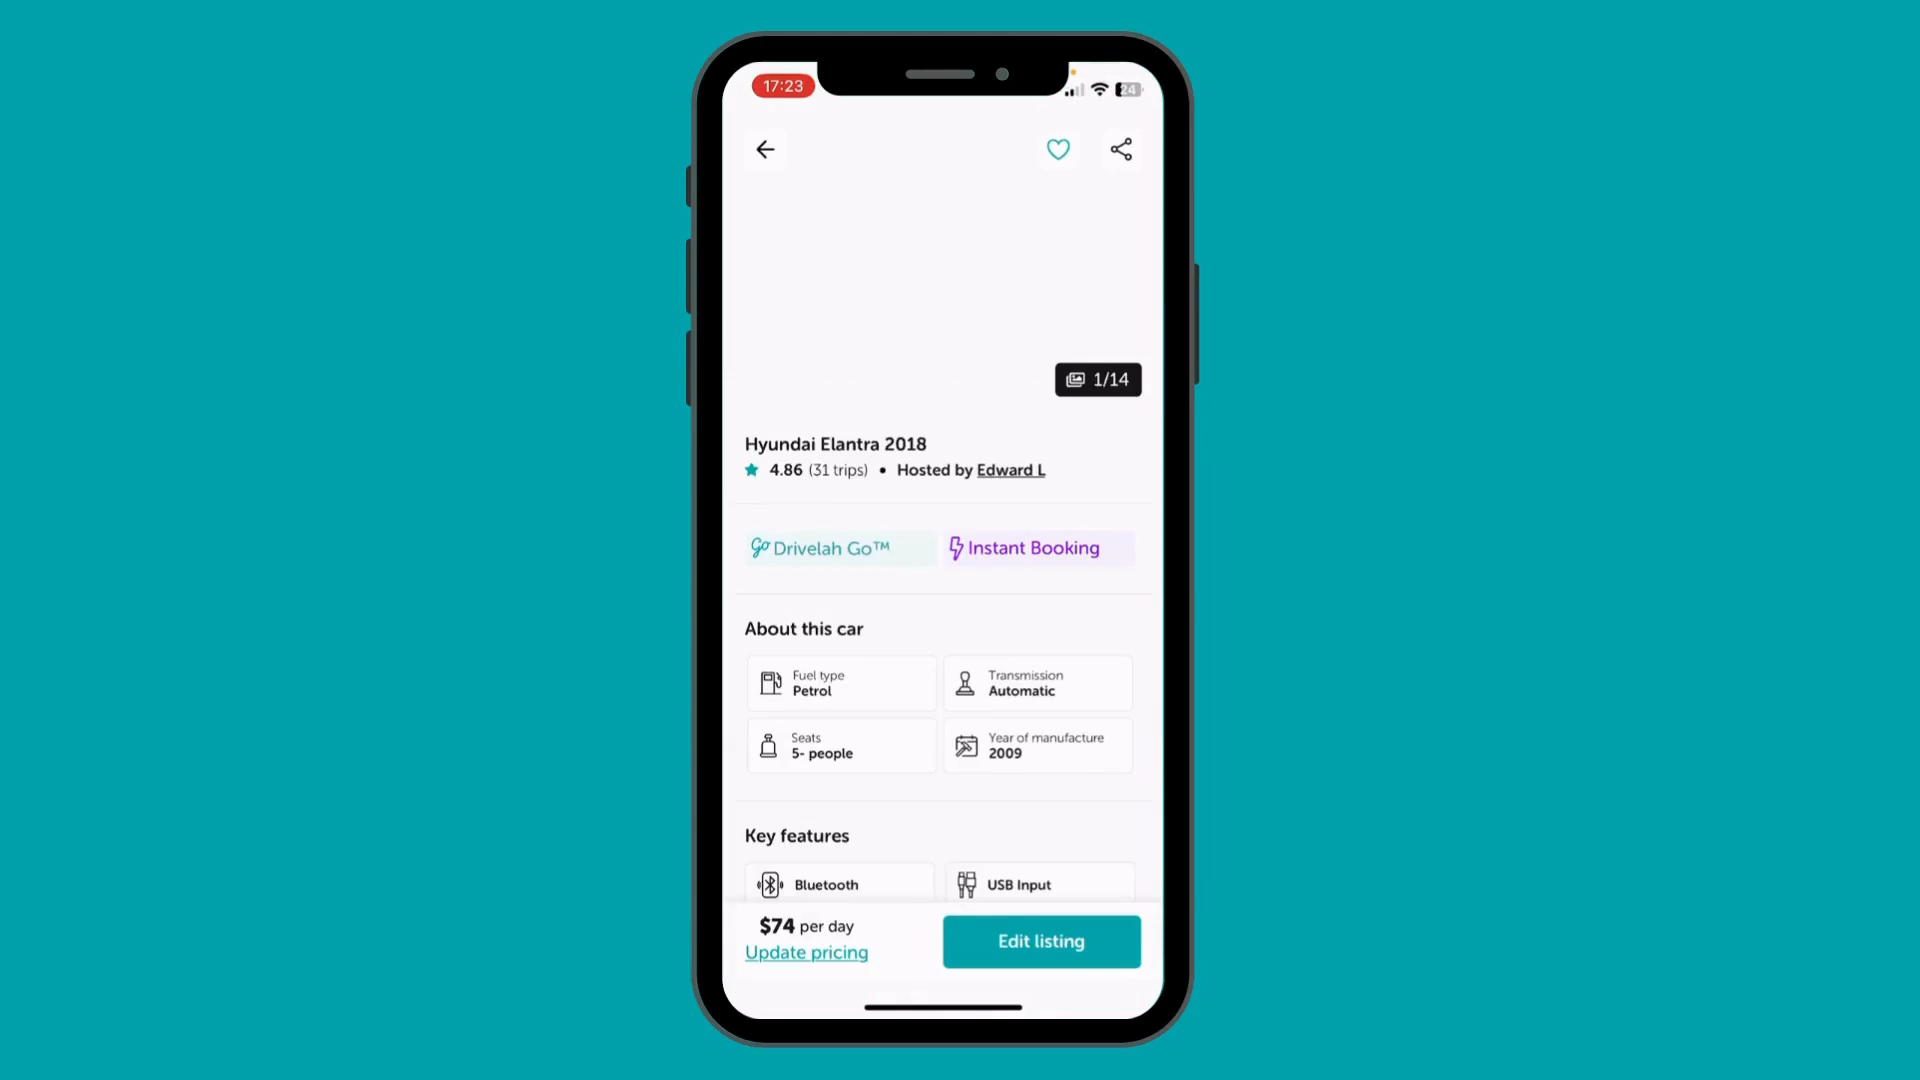 17:23
24
1/14
Hyundai Elantra 2018
4.86 (31 trips) • Hosted by Edward L
go Drivelah Go™ Instant Booking
About this car
Fuel type
Petrol
Transmission
Automatic
Seats
5- people
Year of manufacture
2009
Key features
Bluetooth
USB Input
$74 per day
Update pricing
Edit listing